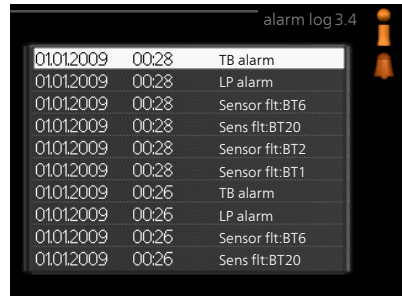 alarm log 3.4
01.01.2009 00:28 TB alarm
01.01.2009 00:28 LP alarm
01.01.2009 00:28 Sensor flt:BT6
01.01.2009 00:28 Sens flt:BT20
01.01.2009 00:28 Sensor flt:BT2
01.01.2009 00:28 Sensor flt:BT1
01.01.2009 00:26 TB alarm
01.01.2009 00:26 LP alarm
01.01.2009 00:26 Sensor flt:BT6
01.01.2009 00:26 Sens flt:BT20